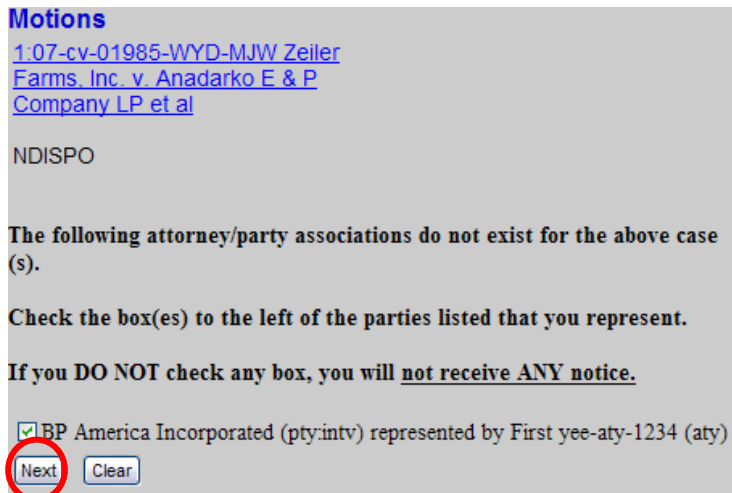 Motions
1:07-cv-01985-WYD-MJW Zeiler
Farms, Inc. v. Anadarko E & P
Company LP et al
NDISPO
The following attorney/party associations do not exist for the above case
(s).
Check the box(es) to the left of the parties listed that you represent.
If you DO NOT check any box, you will not receive ANY notice.
BP America Incorporated (pty:intv) represented by First yee-aty-1234 (aty)
Next Clear